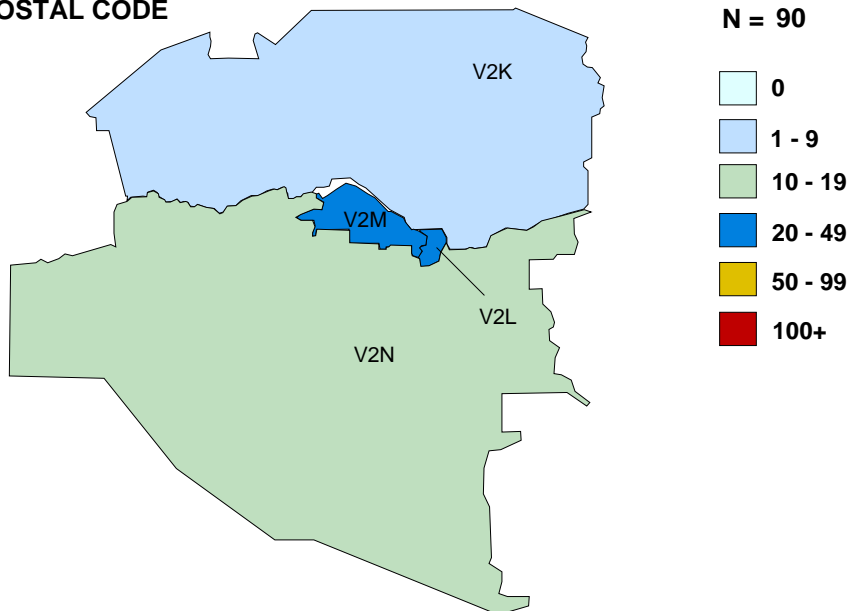 OSTAL CODE
N = 90
V2K
0
1 - 9
10 - 19
V2M
20 - 49
50 - 99
V2L
100+
V2N